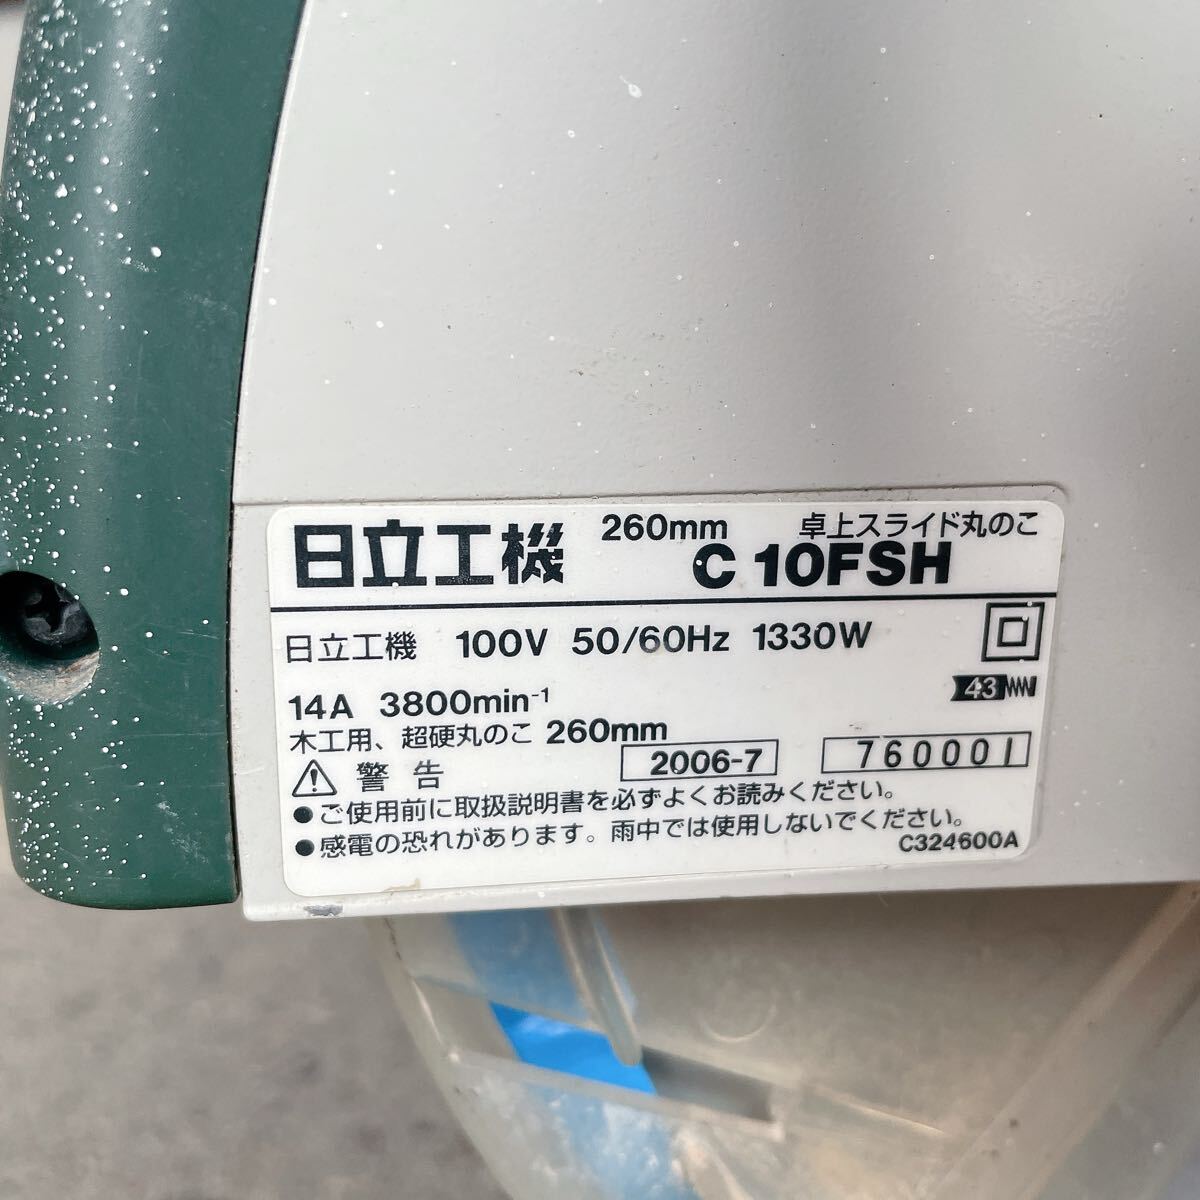 日立工機 260mm 卓上スライド丸のこ
C 10FSH
日立工機 100V 50/60Hz 1330W
43
14A 3800min⁻¹
木工用、超硬丸のこ 260mm
2006-7 760001
警告
●ご使用前に取扱説明書を必ずよくお読みください。
●感電の恐れがあります。雨中では使用しないでください。
C324600A